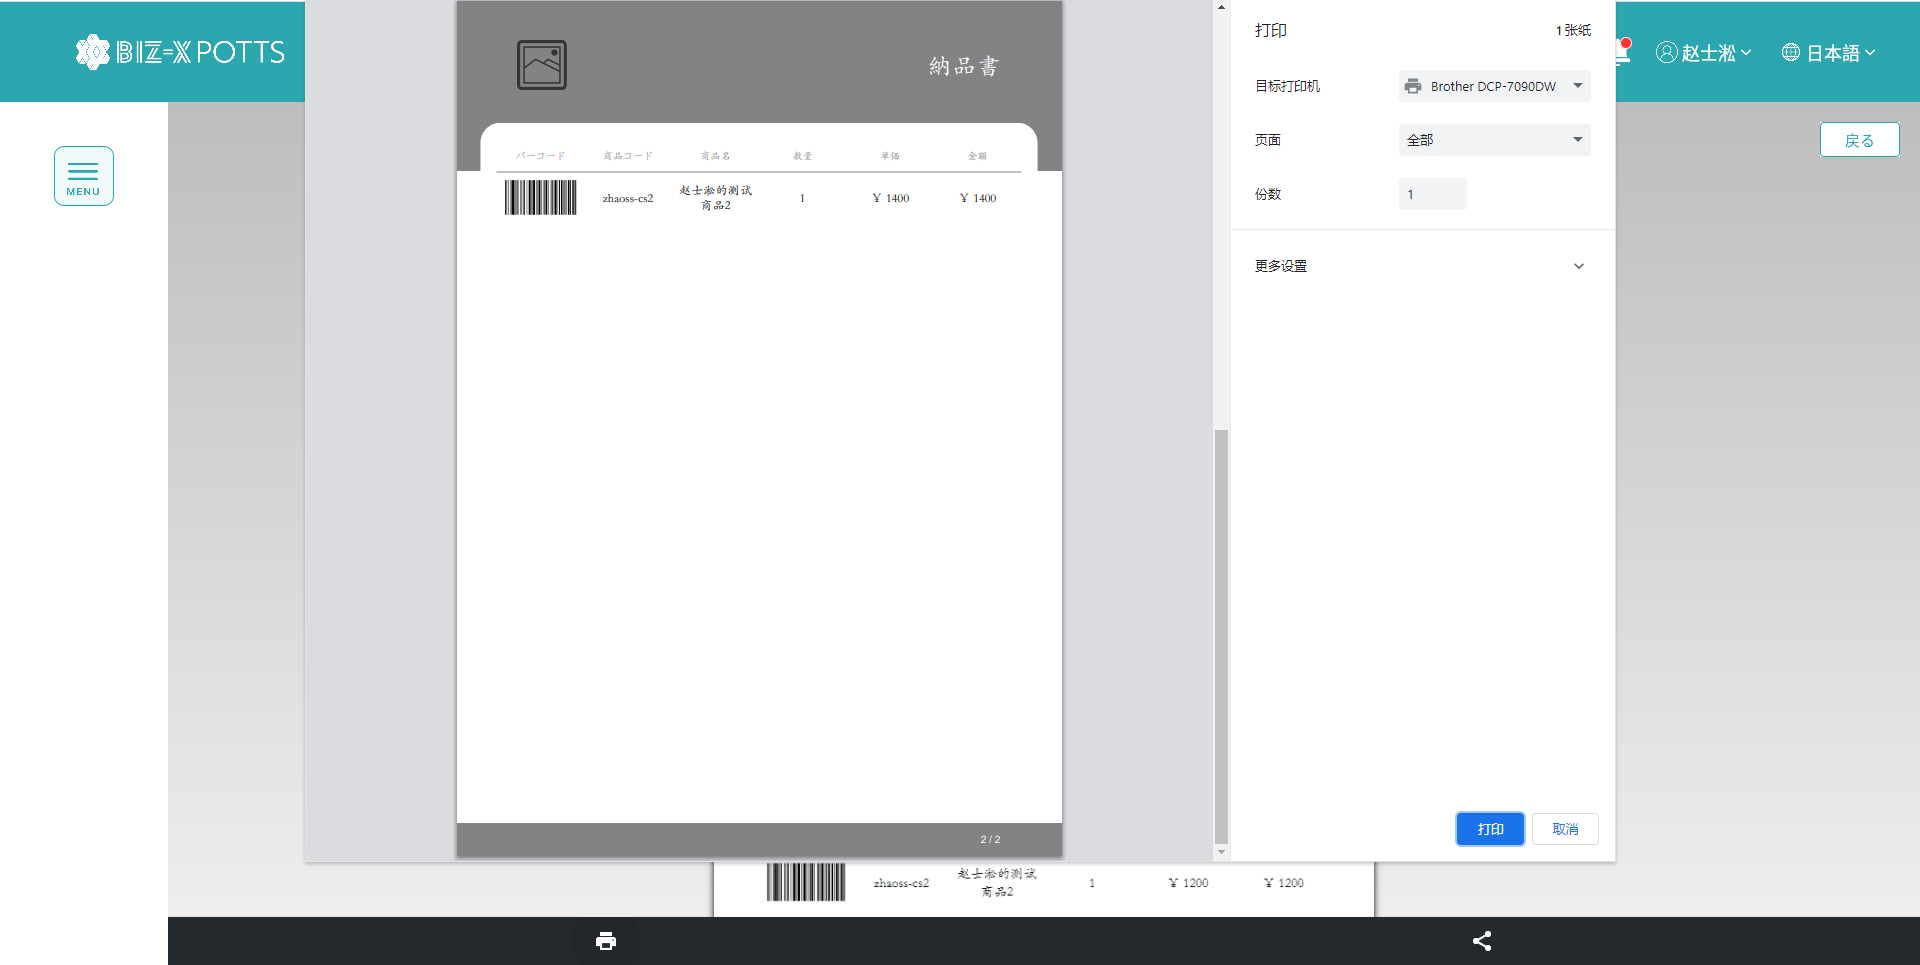 BIZ=X POTTS
赵士淞
日本語
MENU
戻る
納品書
バーコード 商品コード 商品名 数量 単価 金額
zhaoss-cs2 赵士淞的测试 1 ¥ 1400 ¥ 1400
商品2
2 / 2
打印 1 张纸
目标打印机 Brother DCP-7090DW
页面 全部
份数 1
更多设置
打印 取消
zhaoss-cs2 赵士淞的测试 1 ¥ 1200 ¥ 1200
商品2